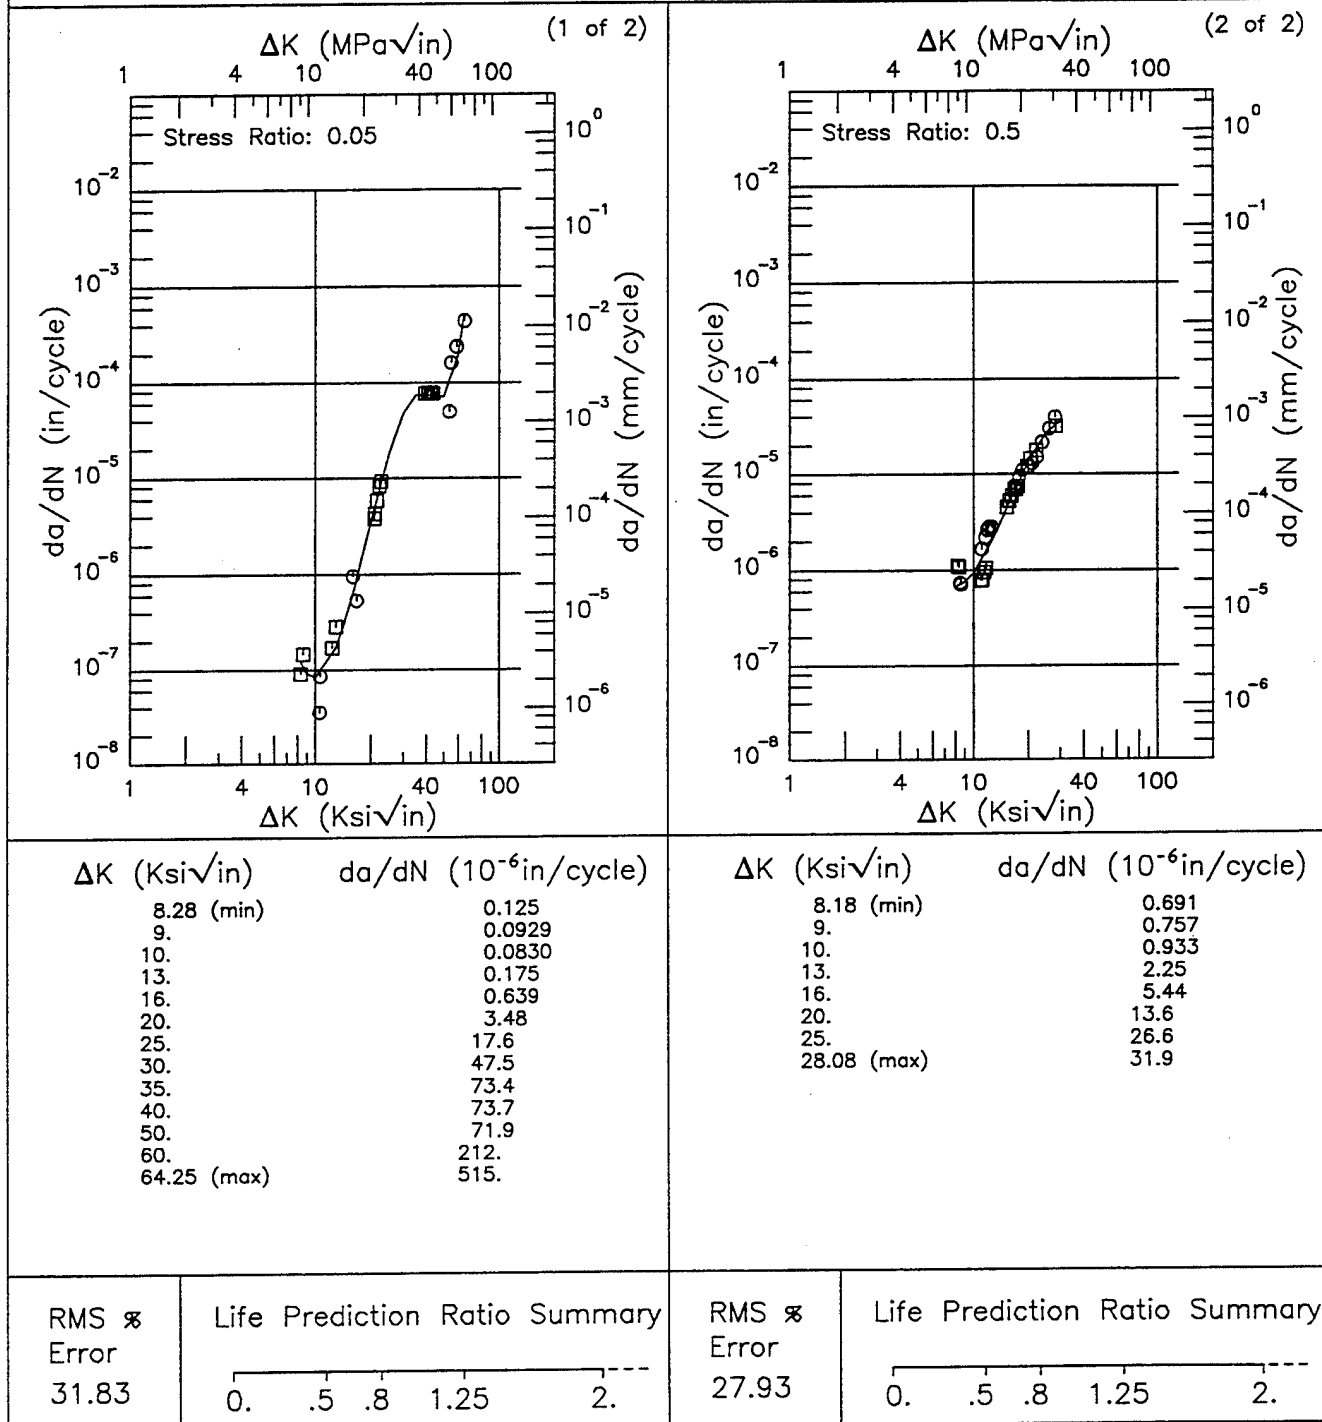 (1 of 2)
ΔK (MPa√in)
1 4 10 40 100
Stress Ratio: 0.05
10⁰
10⁻¹
10⁻²
10⁻³
10⁻⁴
10⁻⁵
10⁻⁶
da/dN (mm/cycle)
10⁻²
10⁻³
10⁻⁴
10⁻⁵
10⁻⁶
10⁻⁷
10⁻⁸
da/dN (in/cycle)
1 4 10 40 100
ΔK (Ksi√in)
(2 of 2)
ΔK (MPa√in)
1 4 10 40 100
Stress Ratio: 0.5
10⁰
10⁻¹
10⁻²
10⁻³
10⁻⁴
10⁻⁵
10⁻⁶
da/dN (mm/cycle)
10⁻²
10⁻³
10⁻⁴
10⁻⁵
10⁻⁶
10⁻⁷
10⁻⁸
da/dN (in/cycle)
1 4 10 40 100
ΔK (Ksi√in)
ΔK (Ksi√in) da/dN (10⁻⁶in/cycle)
8.28 (min) 0.125
9. 0.0929
10. 0.0830
13. 0.175
16. 0.639
20. 3.48
25. 17.6
30. 47.5
35. 73.4
40. 73.7
50. 71.9
60. 212.
64.25 (max) 515.
ΔK (Ksi√in) da/dN (10⁻⁶in/cycle)
8.18 (min) 0.691
9. 0.757
10. 0.933
13. 2.25
16. 5.44
20. 13.6
25. 26.6
28.08 (max) 31.9
RMS %
Error
31.83
Life Prediction Ratio Summary
0. .5 .8 1.25 2.
RMS %
Error
27.93
Life Prediction Ratio Summary
0. .5 .8 1.25 2.